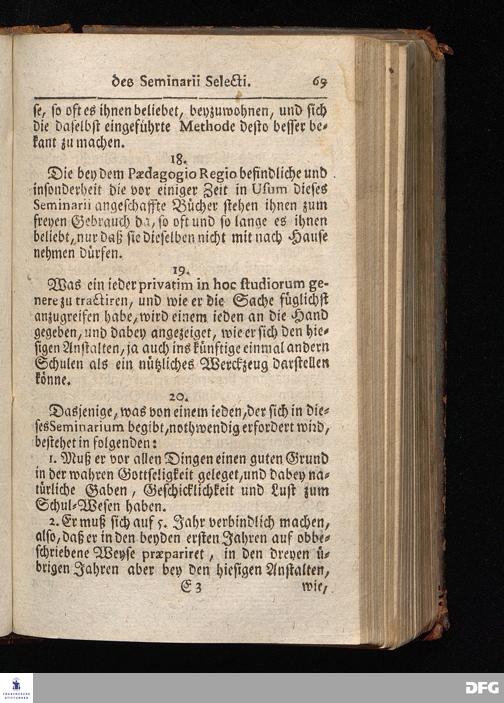 des Seminarii Selecti. 69
se, so oft es ihnen beliebet, beyzuwohnen, und sich
die daselbst eingeführte Methode desto besser be-
kant zu machen.
18.
Die bey dem Pædagogio Regio befindliche und
insonderheit die vor einiger Zeit in Usum dieses
Seminarii angeschaffte Bücher stehen ihnen zum
freyen Gebrauch da, so oft und so lange es ihnen
beliebt, nur daß sie dieselben nicht mit nach Hause
nehmen dürfen.
19.
Was ein ieder privatim in hoc studiorum ge-
nere zu tractiren, und wie er die Sache füglichst
anzugreifen habe, wird einem ieden an die Hand
gegeben, und dabey angezeiget, wie er sich den hie-
sigen Anstalten, ja auch ins künftige einmal andern
Schulen als ein nützliches Werckzeug darstellen
könne.
20.
Dasjenige, was von einem ieden, der sich in die-
ses Seminarium begibt, nothwendig erfordert wird,
bestehet in folgenden:
1. Muß er vor allen Dingen einen guten Grund
in der wahren Gottseligkeit geleget, und dabey na-
türliche Gaben, Geschicklichkeit und Lust zum
Schul-Wesen haben.
2. Er muß sich auf 5. Jahr verbindlich machen,
also, daß er in den beyden ersten Jahren auf obbe-
schriebene Weyse præpariret, in den dreyen ü-
brigen Jahren aber bey den hiesigen Anstalten,
E 3 wie,
FRANCKESCHE
STIFTUNGEN
DFG